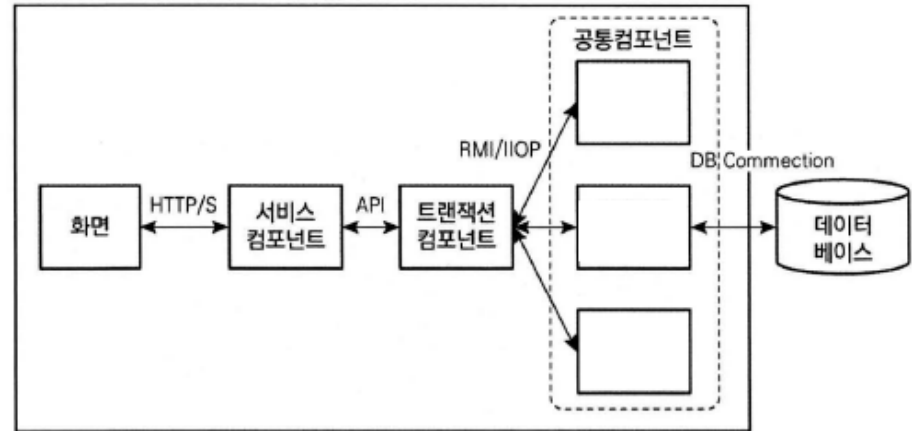 공통컴포넌트
RMI/IIOP
DB Commection
화면
HTTP/S
서비스
컴포넌트
API
트랜잭션
컴포넌트
데이터
베이스